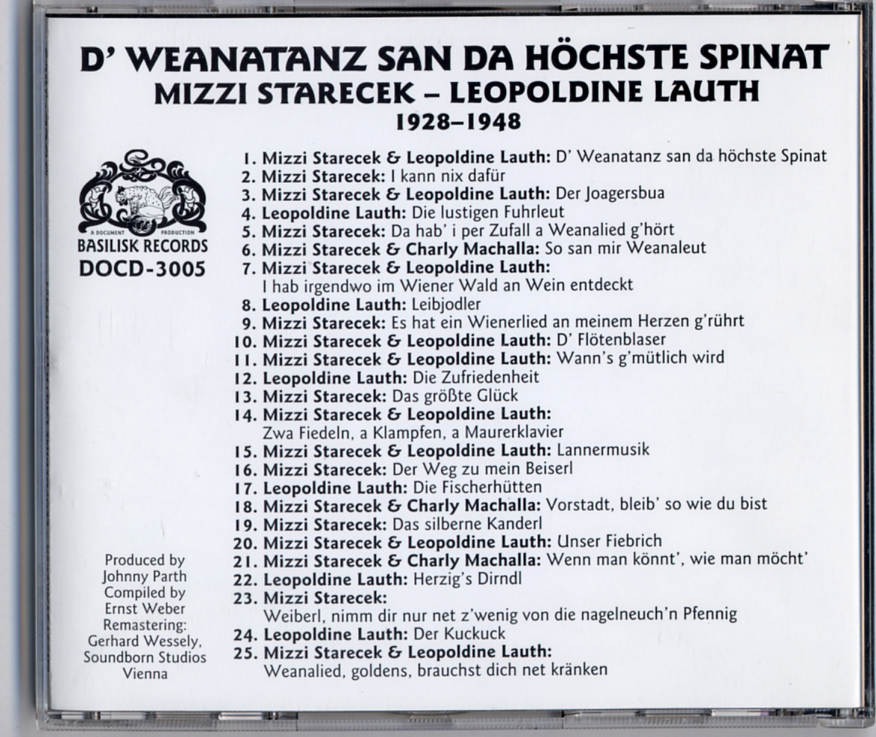 D' WEANATANZ SAN DA HÖCHSTE SPINAT
MIZZI STARECEK – LEOPOLDINE LAUTH
1928–1948
A DOCUMENT PRODUCTION
BASILISK RECORDS
DOCD-3005
1. Mizzi Starecek & Leopoldine Lauth: D' Weanatanz san da höchste Spinat
2. Mizzi Starecek: I kann nix dafür
3. Mizzi Starecek & Leopoldine Lauth: Der Joagersbua
4. Leopoldine Lauth: Die lustigen Fuhrleut
5. Mizzi Starecek: Da hab' i per Zufall a Weanalied g'hört
6. Mizzi Starecek & Charly Machalla: So san mir Weanaleut
7. Mizzi Starecek & Leopoldine Lauth:
I hab irgendwo im Wiener Wald an Wein entdeckt
8. Leopoldine Lauth: Leibjodler
9. Mizzi Starecek: Es hat ein Wienerlied an meinem Herzen g'rührt
10. Mizzi Starecek & Leopoldine Lauth: D' Flötenblaser
11. Mizzi Starecek & Leopoldine Lauth: Wann's g'mütlich wird
12. Leopoldine Lauth: Die Zufriedenheit
13. Mizzi Starecek: Das größte Glück
14. Mizzi Starecek & Leopoldine Lauth:
Zwa Fiedeln, a Klampfen, a Maurerklavier
15. Mizzi Starecek & Leopoldine Lauth: Lannermusik
16. Mizzi Starecek: Der Weg zu mein Beiserl
17. Leopoldine Lauth: Die Fischerhütten
18. Mizzi Starecek & Charly Machalla: Vorstadt, bleib' so wie du bist
19. Mizzi Starecek: Das silberne Kanderl
20. Mizzi Starecek & Leopoldine Lauth: Unser Fiebrich
21. Mizzi Starecek & Charly Machalla: Wenn man könnt', wie man möcht'
22. Leopoldine Lauth: Herzig's Dirndl
23. Mizzi Starecek:
Weiberl, nimm dir nur net z'wenig von die nagelneuch'n Pfennig
24. Leopoldine Lauth: Der Kuckuck
25. Mizzi Starecek & Leopoldine Lauth:
Weanalied, goldens, brauchst dich net kränken
Produced by
Johnny Parth
Compiled by
Ernst Weber
Remastering:
Gerhard Wessely,
Soundborn Studios
Vienna